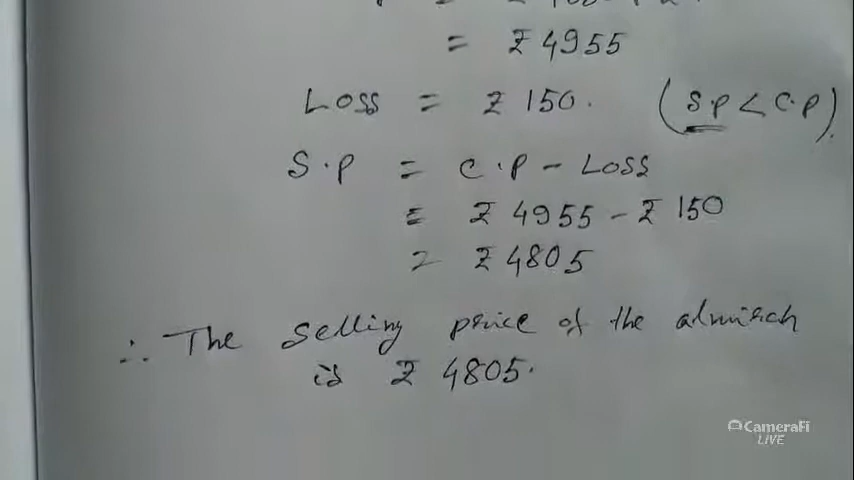 = ₹ 4955
Loss = ₹ 150. (S.P < C.P)
S.P = C.P - Loss
= ₹ 4955 - ₹ 150
= ₹ 4805
∴ The selling price of the almirah
is ₹ 4805.
CameraFi
LIVE